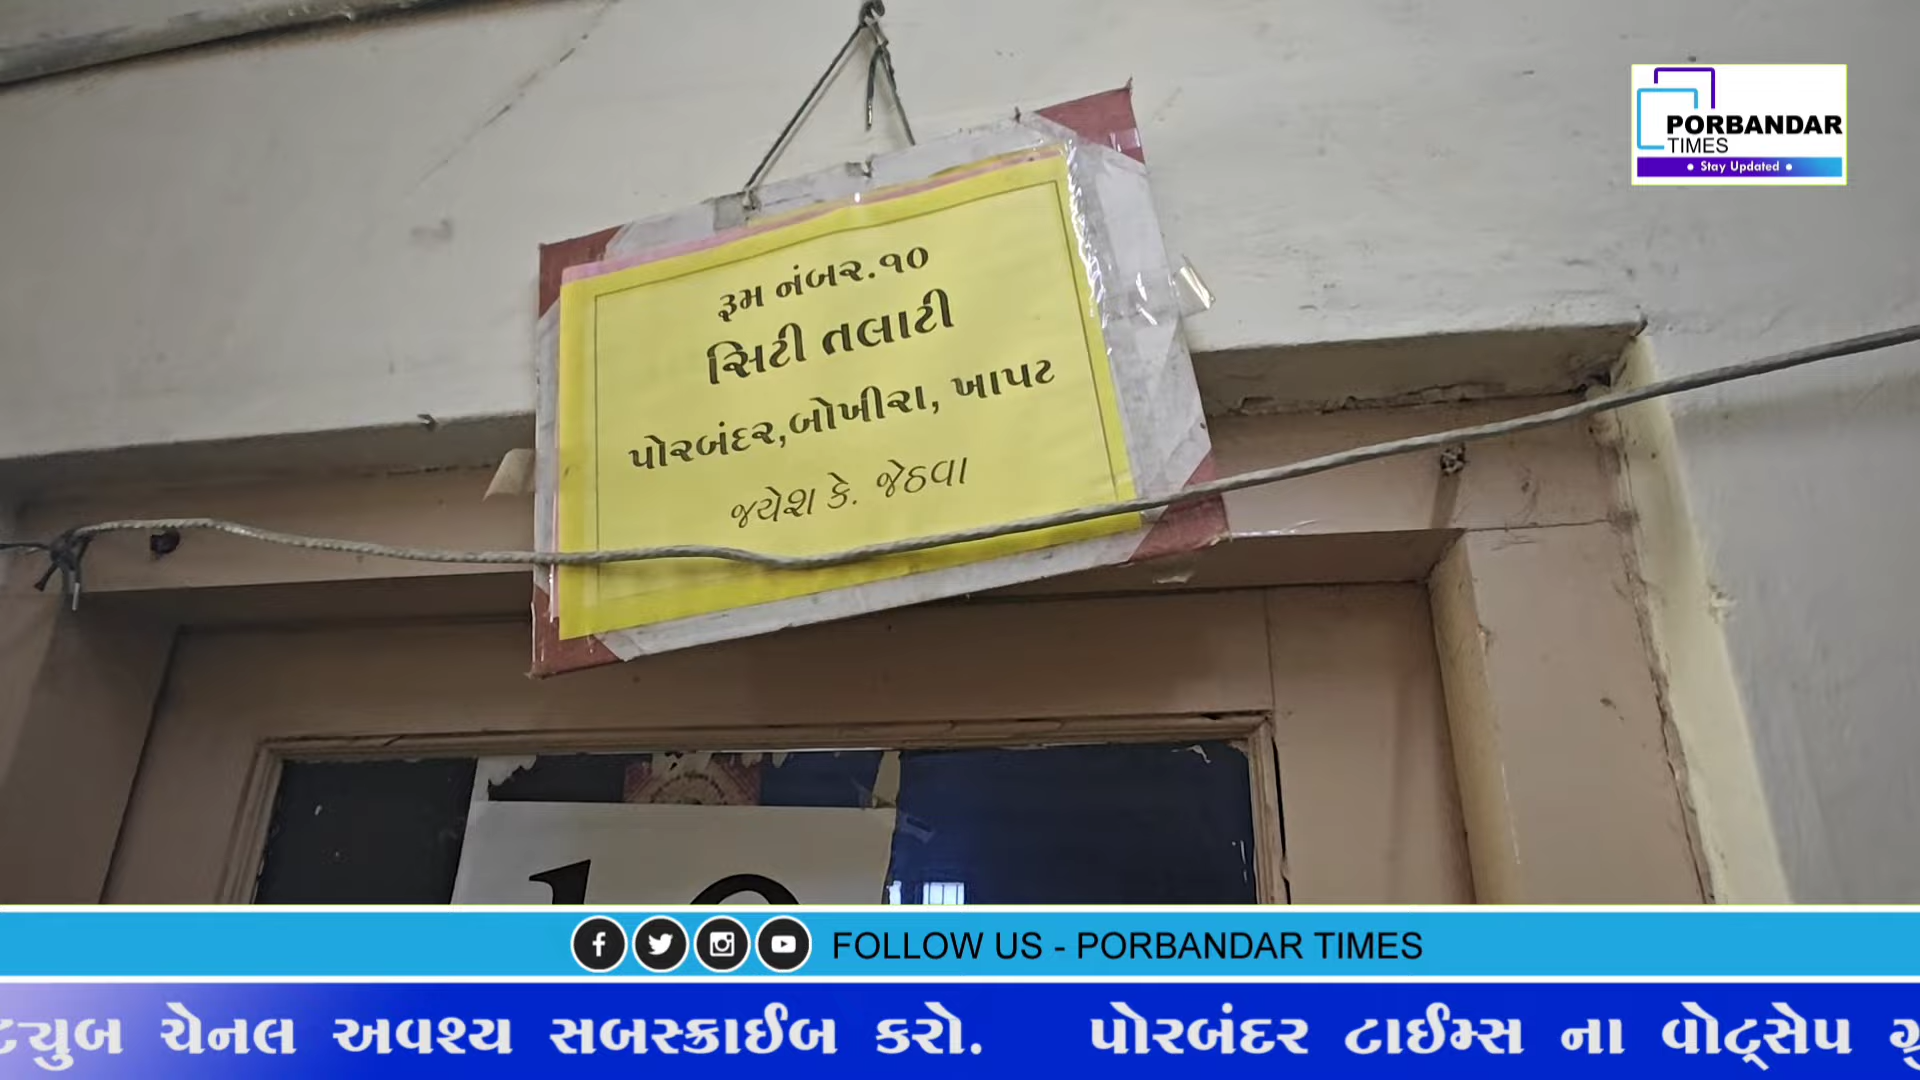 PORBANDAR
TIMES
• Stay Updated •
રૂમ નંબર.૧૦
સિટી તલાટી
પોરબંદર,બોખીરા, ખાપટ
જયેશ કે. જેઠવા
10
FOLLOW US - PORBANDAR TIMES
ચેનલ અવશ્ય સબસ્ક્રાઈબ કરો. પોરબંદર ટાઈમ્સ ના વોટ્સેપ